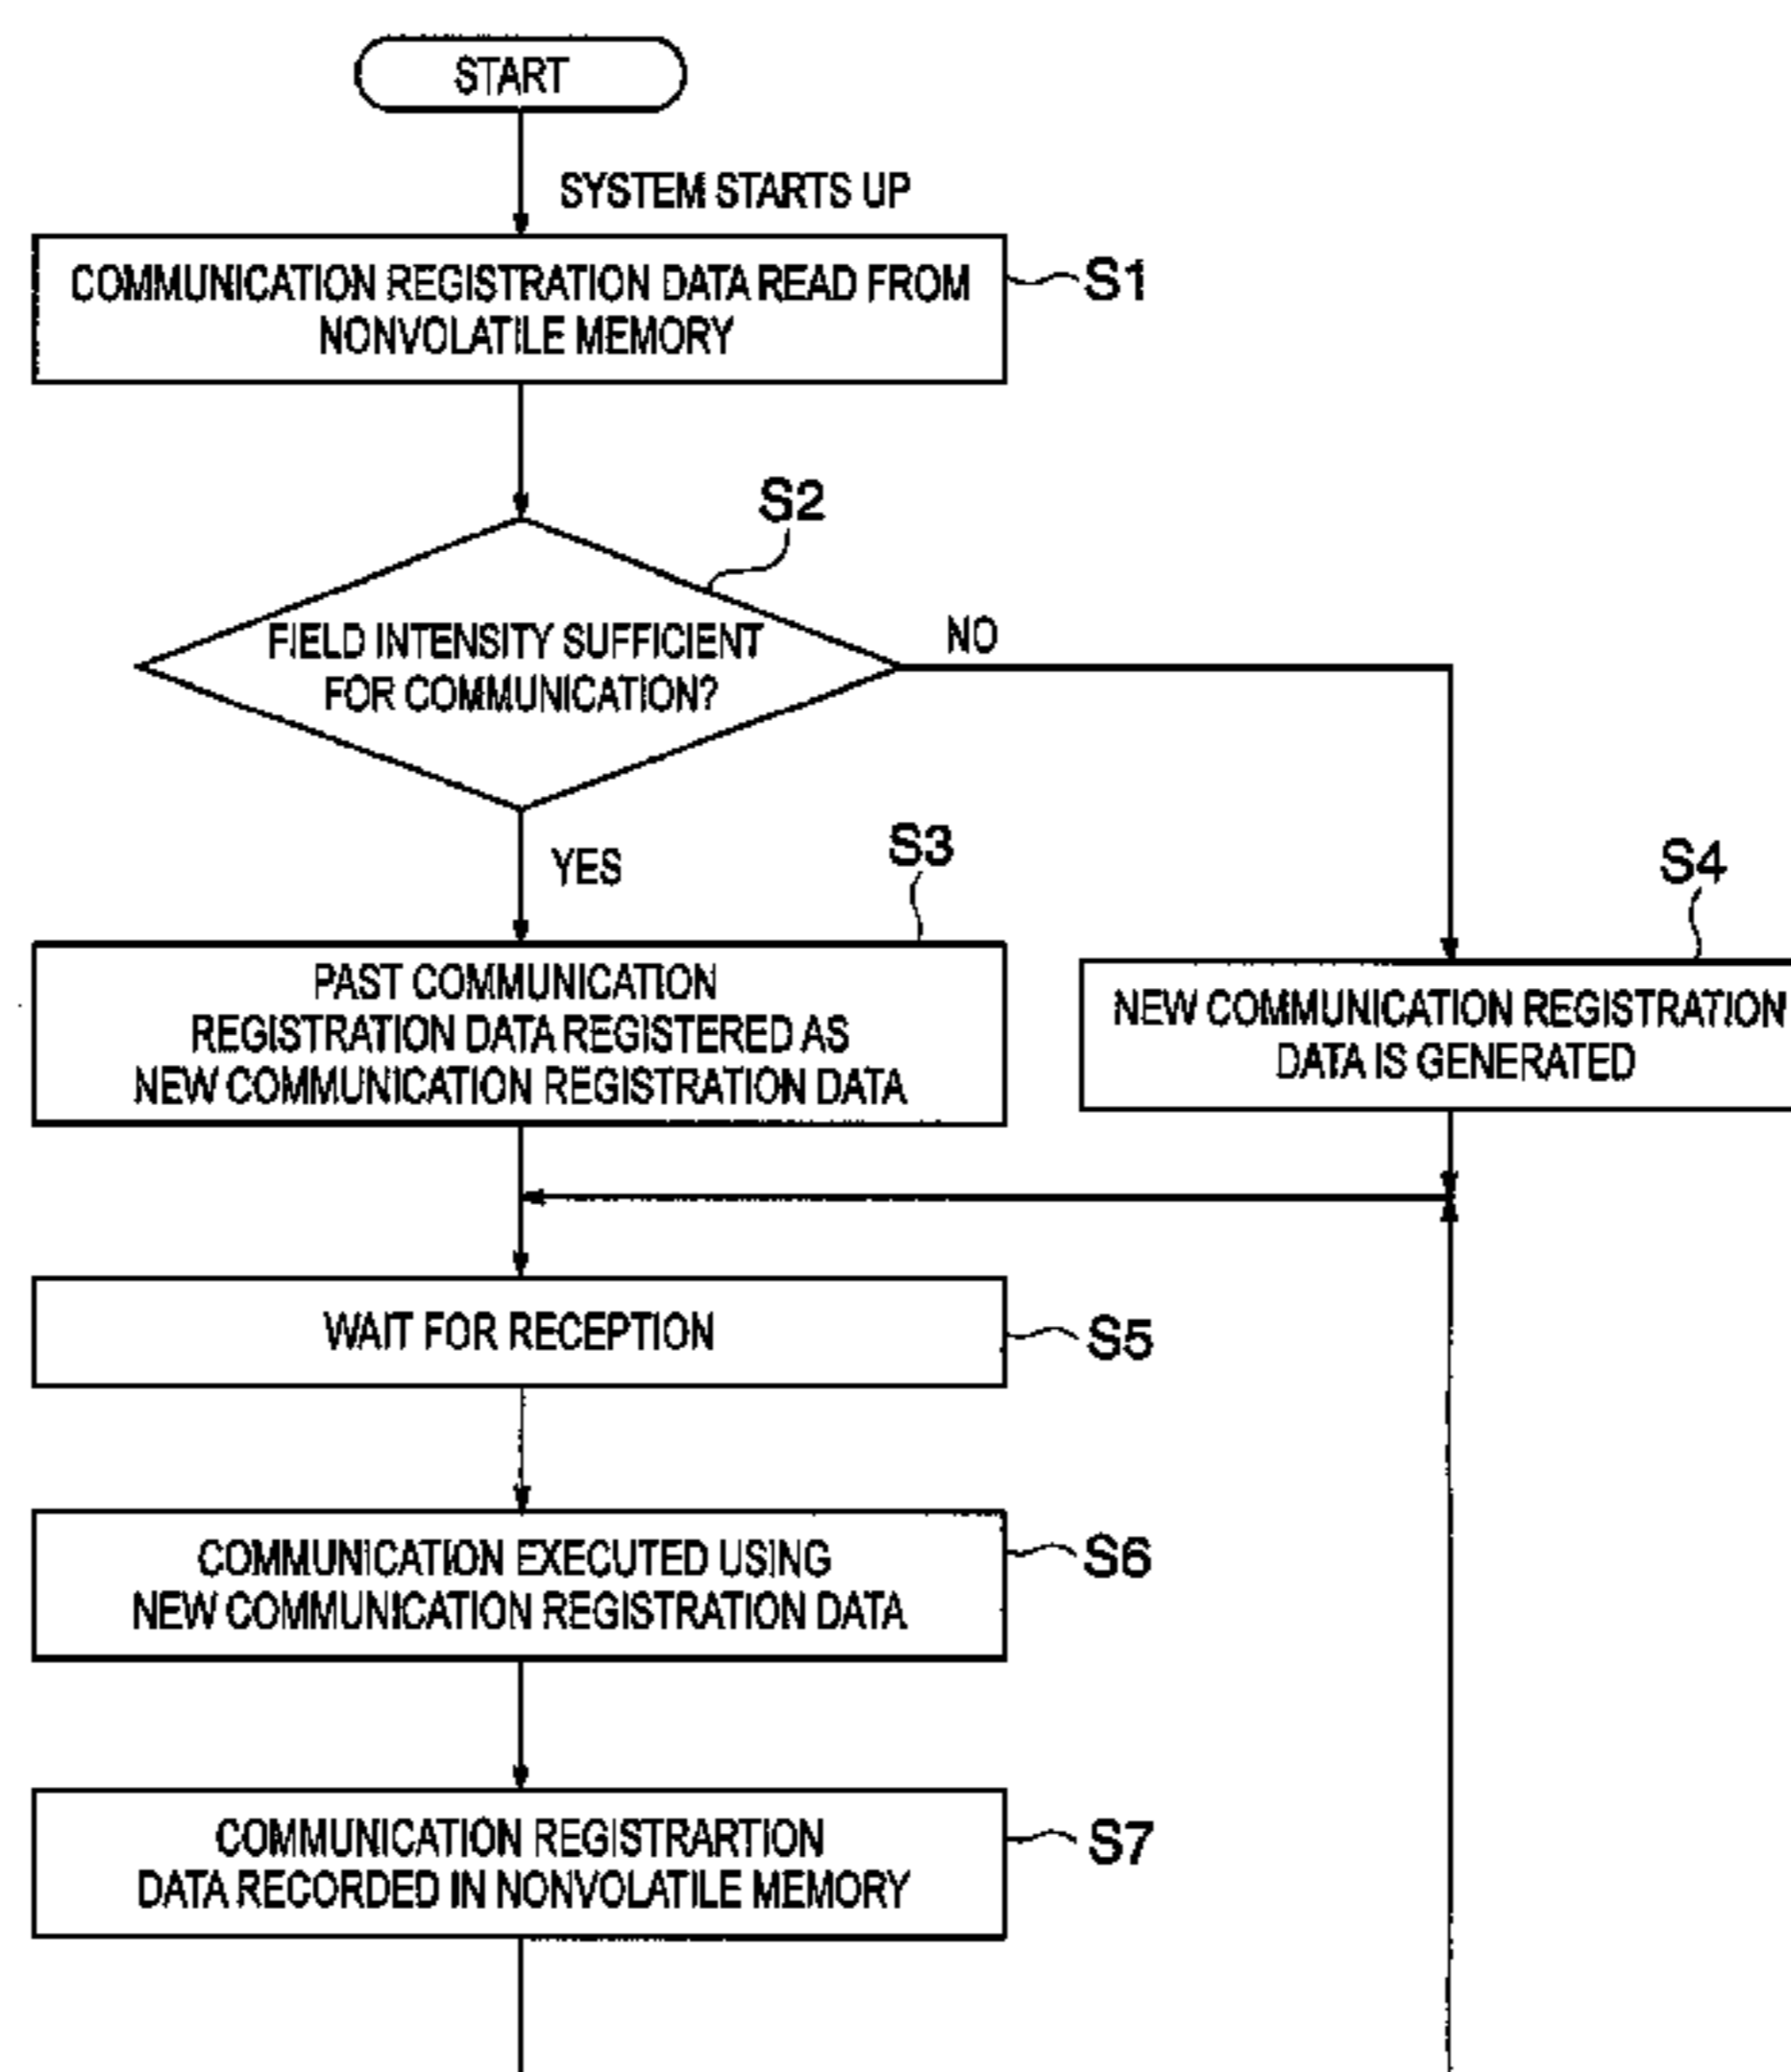 START
SYSTEM STARTS UP
COMMUNICATION REGISTRATION DATA READ FROM
NONVOLATILE MEMORY
S1
S2
FIELD INTENSITY SUFFICIENT
FOR COMMUNICATION?
NO
YES
S3
S4
PAST COMMUNICATION
REGISTRATION DATA REGISTERED AS
NEW COMMUNICATION REGISTRATION DATA
NEW COMMUNICATION REGISTRATION
DATA IS GENERATED
WAIT FOR RECEPTION
S5
COMMUNICATION EXECUTED USING
NEW COMMUNICATION REGISTRATION DATA
S6
COMMUNICATION REGISTRARTION
DATA RECORDED IN NONVOLATILE MEMORY
S7